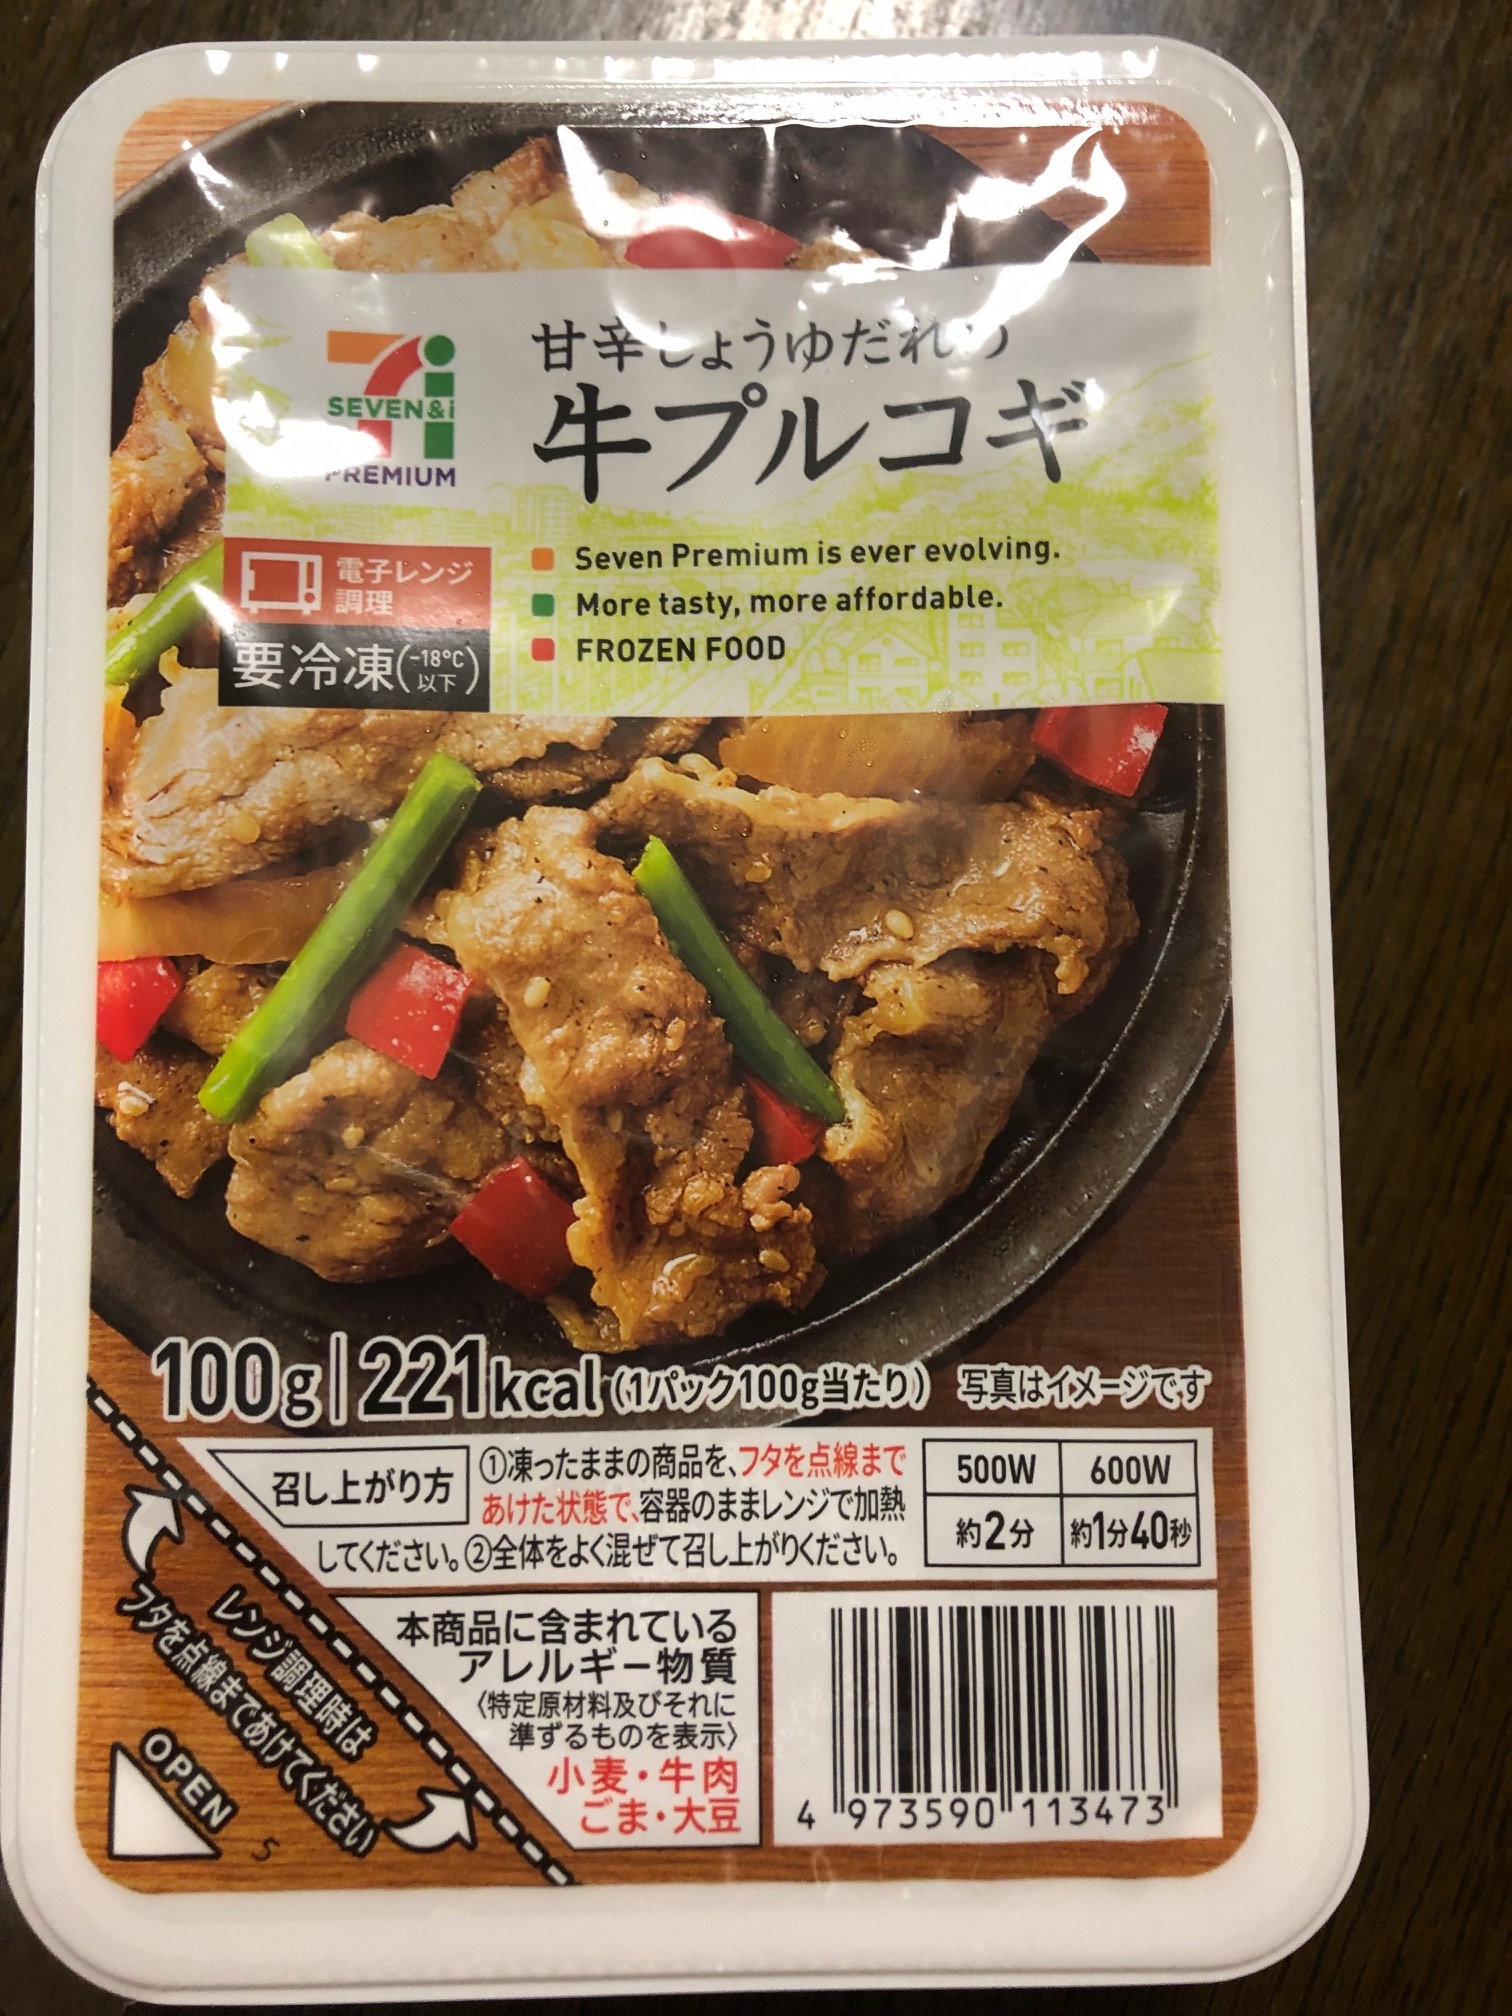 甘辛しょうゆだれの
牛プルコギ
SEVEN&i
PREMIUM
Seven Premium is ever evolving.
More tasty, more affordable.
FROZEN FOOD
電子レンジ
調理
要冷凍(-18℃以下)
100g|221kcal(1パック100g当たり) 写真はイメージです
召し上がり方
①凍ったままの商品を、フタを点線まで
あけた状態で、容器のままレンジで加熱
してください。②全体をよく混ぜて召し上がりください。
500W 600W
約2分 約1分40秒
レンジ調理時は
フタを点線まであけてください
OPEN
5
本商品に含まれている
アレルギー物質
〈特定原材料及びそれに
準ずるものを表示〉
小麦・牛肉
ごま・大豆
4 973590 113473